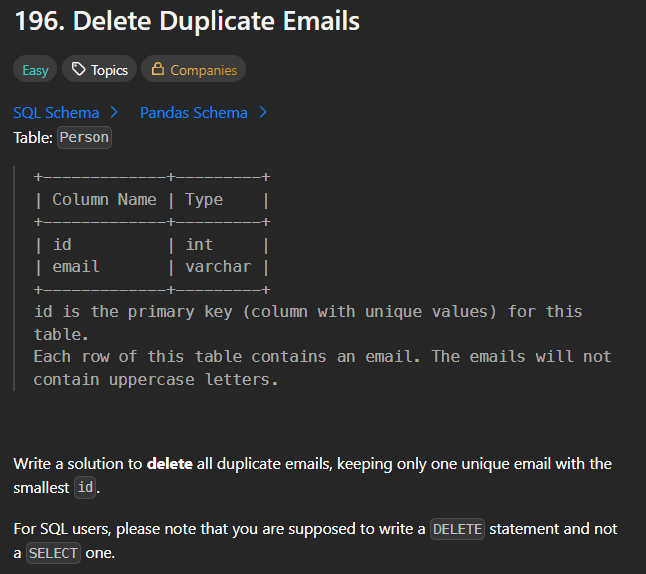 196. Delete Duplicate Emails
Easy Topics Companies
SQL Schema > Pandas Schema >
Table: Person
+-------------+---------+
| Column Name | Type    |
+-------------+---------+
| id          | int     |
| email       | varchar |
+-------------+---------+
id is the primary key (column with unique values) for this
table.
Each row of this table contains an email. The emails will not
contain uppercase letters.
Write a solution to delete all duplicate emails, keeping only one unique email with the
smallest id.
For SQL users, please note that you are supposed to write a DELETE statement and not
a SELECT one.